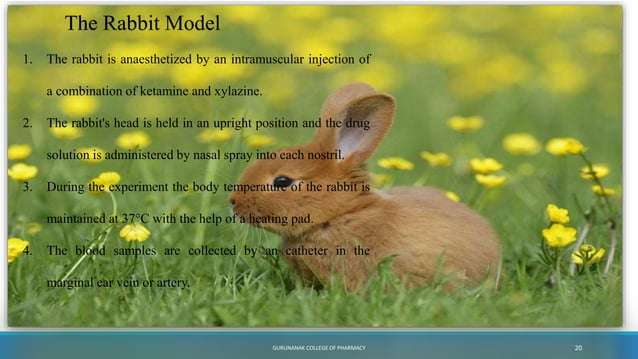 The Rabbit Model
1. The rabbit is anaesthetized by an intramuscular injection of
a combination of ketamine and xylazine.
2. The rabbit's head is held in an upright position and the drug
solution is administered by nasal spray into each nostril.
3. During the experiment the body temperature of the rabbit is
maintained at 37°C with the help of a heating pad.
4. The blood samples are collected by an catheter in the
marginal ear vein or artery.
GURUNANAK COLLEGE OF PHARMACY
20